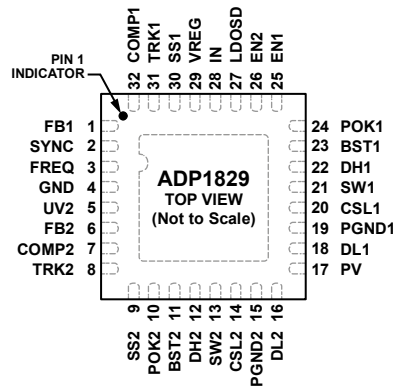 COMP1
TRK1
SS1
VREG
IN
LDOSD
EN2
EN1
32
31
30
29
28
27
26
25
PIN 1
INDICATOR
FB1 1
SYNC 2
FREQ 3
GND 4
UV2 5
FB2 6
COMP2 7
TRK2 8
ADP1829
TOP VIEW
(Not to Scale)
24 POK1
23 BST1
22 DH1
21 SW1
20 CSL1
19 PGND1
18 DL1
17 PV
9
10
11
12
13
14
15
16
SS2
POK2
BST2
DH2
SW2
CSL2
PGND2
DL2